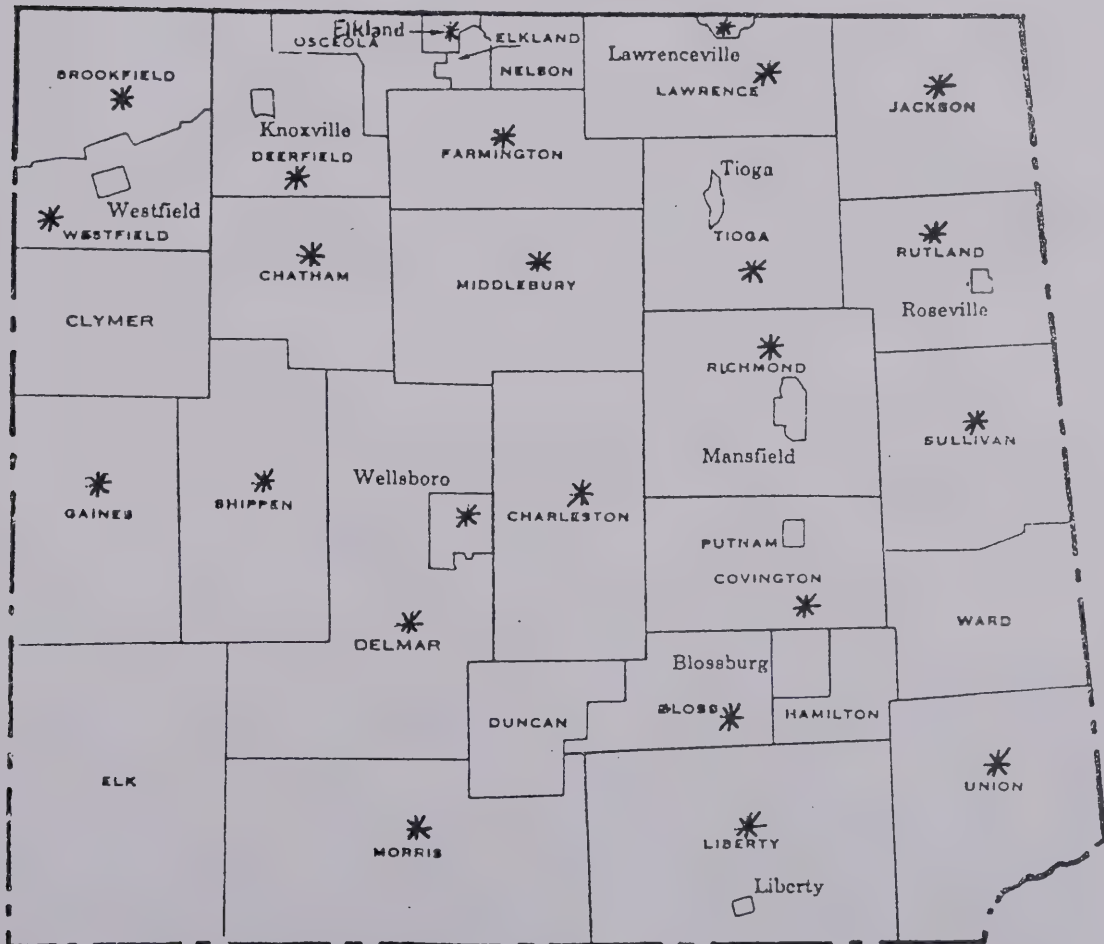 Elkland
OSCEOLA
ELKLAND
NELSON
Lawrenceville
LAWRENCE
BROOKFIELD
JACKSON
Knoxville
DEERFIELD
FARMINGTON
Tioga
TIOGA
Westfield
WESTFIELD
RUTLAND
Roseville
CHATHAM
MIDDLEBURY
CLYMER
RICHMOND
Mansfield
SULLIVAN
Wellsboro
GAINES
SHIPPEN
CHARLESTON
PUTNAM
COVINGTON
WARD
DELMAR
Blossburg
BLOSS
HAMILTON
DUNCAN
ELK
UNION
MORRIS
LIBERTY
Liberty